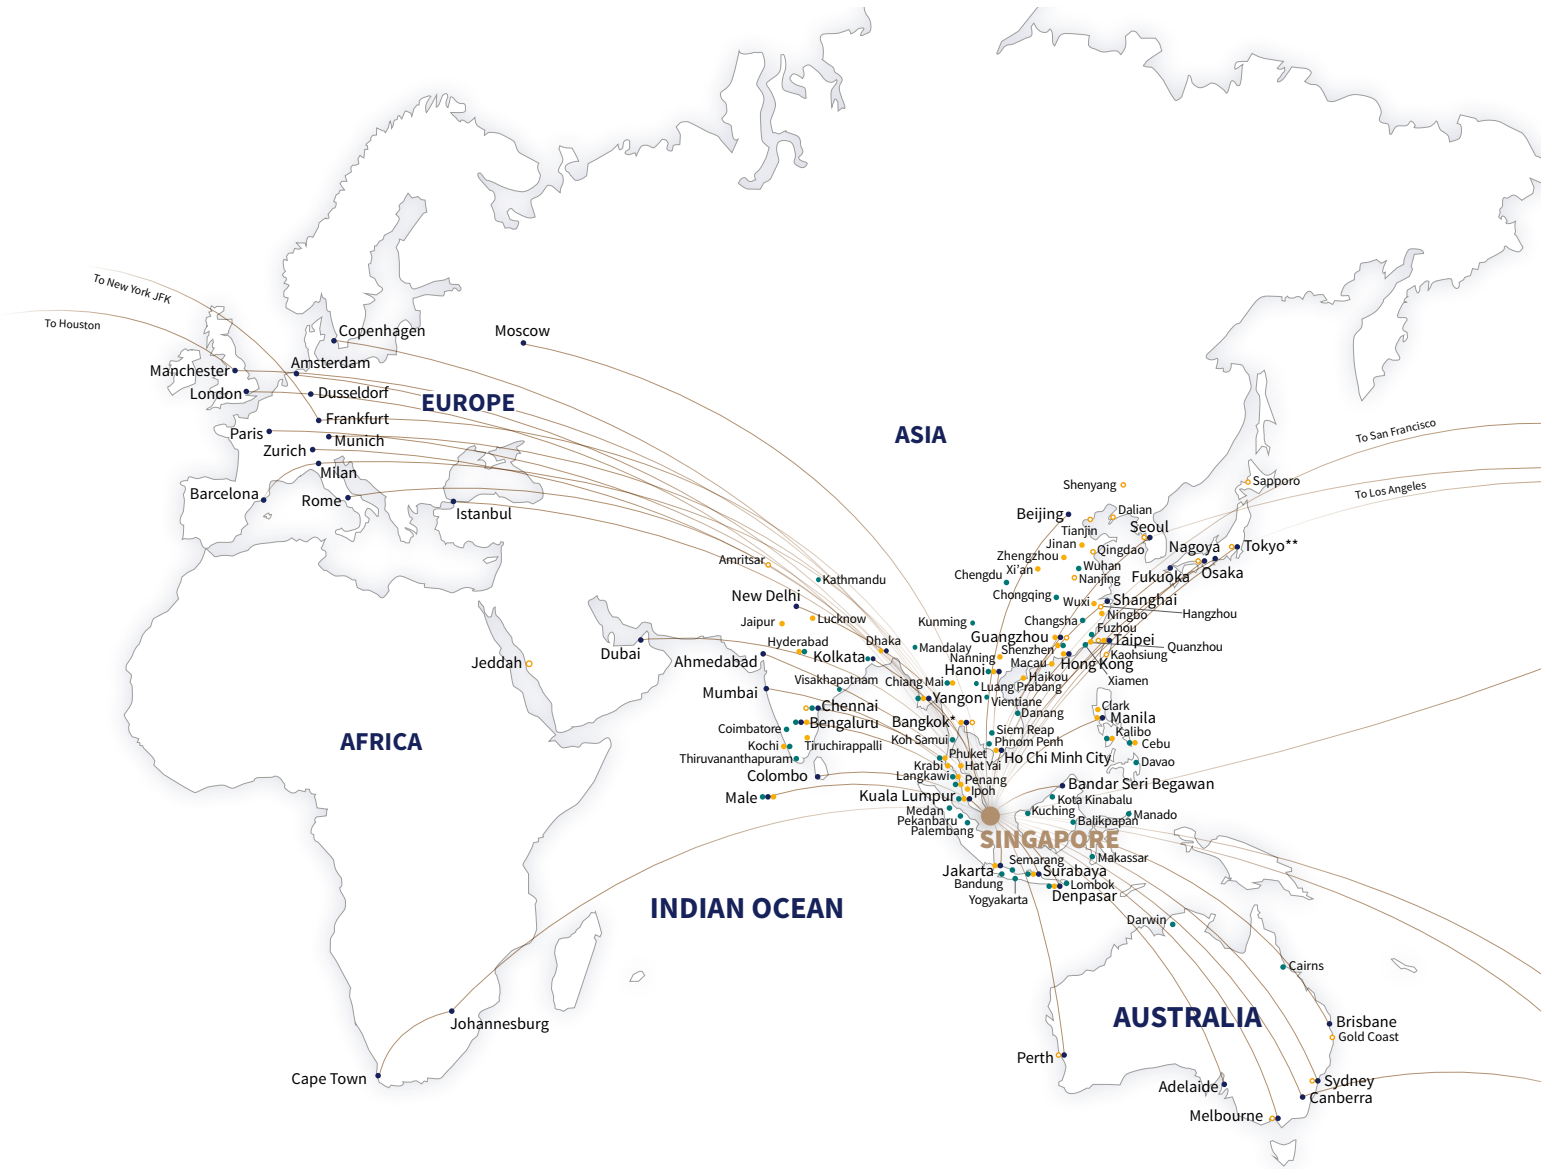 To New York JFK
To Houston
Copenhagen
Moscow
Manchester
Amsterdam
London
Dusseldorf
EUROPE
Frankfurt
Paris
Munich
Zurich
Milan
Barcelona
Rome
Istanbul
ASIA
To San Francisco
To Los Angeles
Shenyang
Sapporo
Beijing
Dalian
Tianjin
Seoul
Jinan
Qingdao
Nagoya
Tokyo**
Zhengzhou
Amritsar
Kathmandu
Chengdu
Xi'an
Wuhan
Nanjing
Fukuoka
Osaka
New Delhi
Chongqing
Wuxi
Shanghai
Hangzhou
Jaipur
Lucknow
Kunming
Changsha
Ningbo
Fuzhou
Hyderabad
Dhaka
Guangzhou
Taipei
Quanzhou
Mandalay
Shenzhen
Kaohsiung
Dubai
Ahmedabad
Kolkata
Nanning
Macau
Hong Kong
Jeddah
Hanoi
Haikou
Xiamen
Visakhapatnam
Chiang Mai
Luang Prabang
Mumbai
Yangon
Vientiane
Chennai
Danang
Clark
Coimbatore
Bengaluru
Bangkok*
Manila
Siem Reap
Kalibo
AFRICA
Kochi
Tiruchirappalli
Koh Samui
Phnom Penh
Cebu
Thiruvananthapuram
Phuket
Ho Chi Minh City
Davao
Krabi
Hat Yai
Colombo
Langkawi
Penang
Bandar Seri Begawan
Male
Kuala Lumpur
Ipoh
Kota Kinabalu
Medan
Kuching
Manado
Pekanbaru
Balikpapan
Palembang
SINGAPORE
Semarang
Makassar
Jakarta
Surabaya
Bandung
Lombok
Yogyakarta
Denpasar
INDIAN OCEAN
Darwin
Cairns
Johannesburg
AUSTRALIA
Brisbane
Gold Coast
Perth
Cape Town
Adelaide
Sydney
Canberra
Melbourne